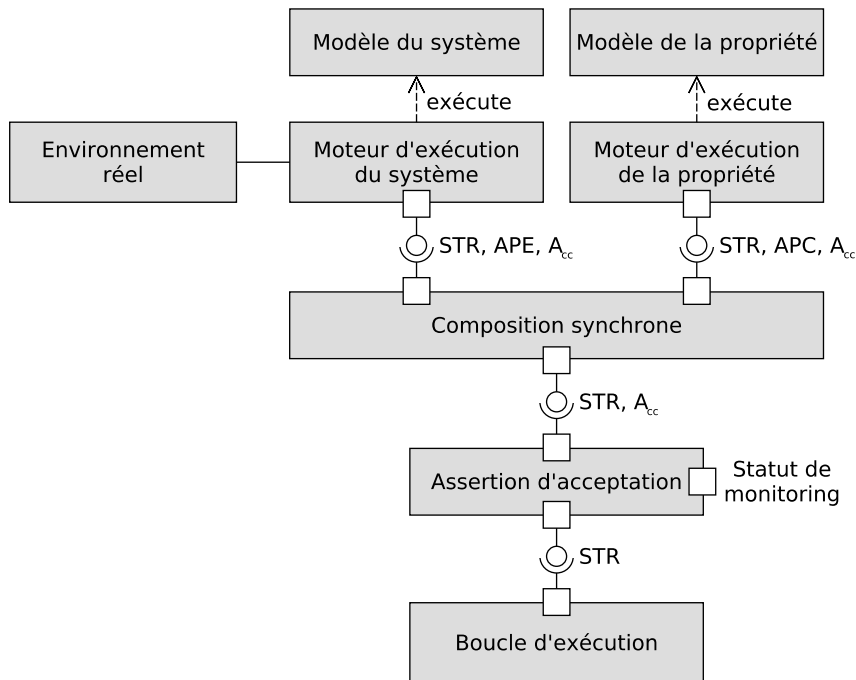 Modèle du système
Modèle de la propriété
exécute
exécute
Environnement
réel
Moteur d'exécution
du système
Moteur d'exécution
de la propriété
STR, APE, Acc
STR, APC, Acc
Composition synchrone
STR, Acc
Assertion d'acceptation
Statut de
monitoring
STR
Boucle d'exécution